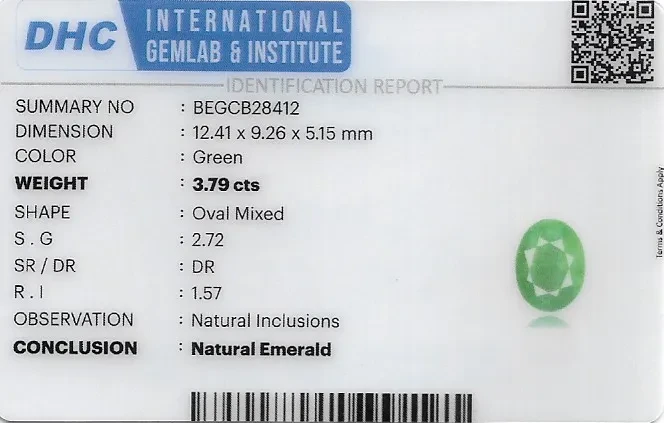 DHC
INTERNATIONAL
GEMLAB & INSTITUTE
IDENTIFICATION REPORT
SUMMARY NO : BEGCB28412
DIMENSION : 12.41 x 9.26 x 5.15 mm
COLOR : Green
WEIGHT : 3.79 cts
SHAPE : Oval Mixed
S . G : 2.72
SR / DR : DR
R . I : 1.57
OBSERVATION : Natural Inclusions
CONCLUSION : Natural Emerald
Terms & Conditions Apply